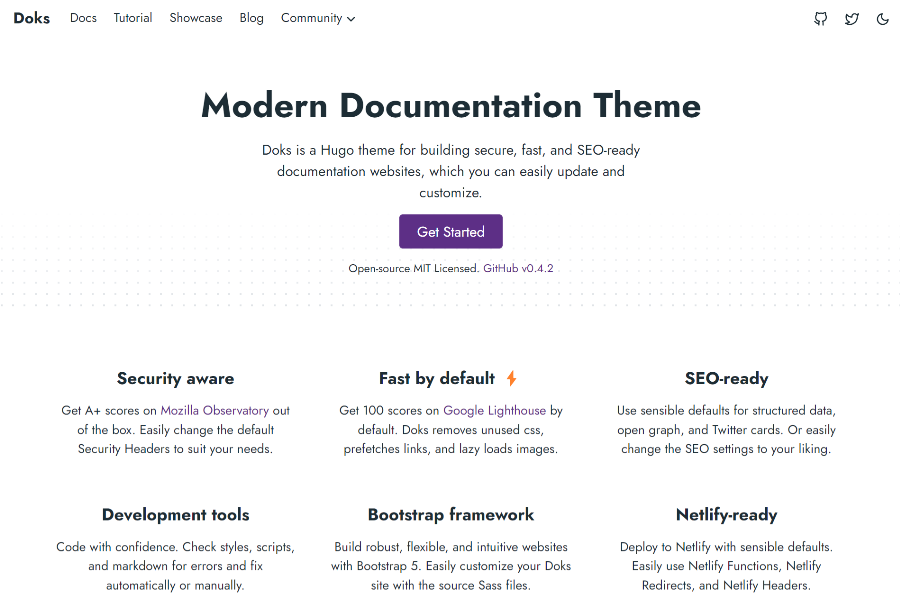 Doks Docs Tutorial Showcase Blog Community
Modern Documentation Theme
Doks is a Hugo theme for building secure, fast, and SEO-ready
documentation websites, which you can easily update and
customize.
Get Started
Open-source MIT Licensed. GitHub v0.4.2
Security aware
Get A+ scores on Mozilla Observatory out
of the box. Easily change the default
Security Headers to suit your needs.
Fast by default
Get 100 scores on Google Lighthouse by
default. Doks removes unused css,
prefetches links, and lazy loads images.
SEO-ready
Use sensible defaults for structured data,
open graph, and Twitter cards. Or easily
change the SEO settings to your liking.
Development tools
Code with confidence. Check styles, scripts,
and markdown for errors and fix
automatically or manually.
Bootstrap framework
Build robust, flexible, and intuitive websites
with Bootstrap 5. Easily customize your Doks
site with the source Sass files.
Netlify-ready
Deploy to Netlify with sensible defaults.
Easily use Netlify Functions, Netlify
Redirects, and Netlify Headers.